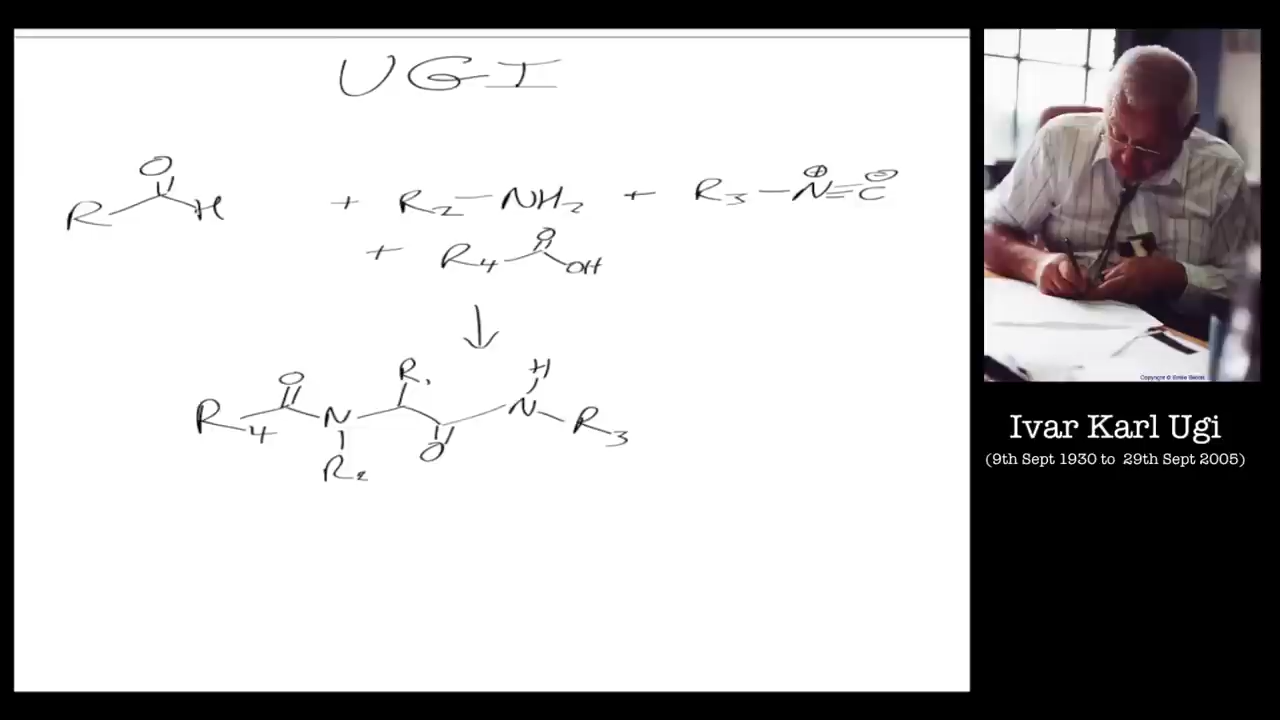 UGI
O
R H + R2-NH2 + R3-N≡C
⊕ ⊖
O
+ R4 OH
↓
O R1 H
R4 N N R3
R2 O
Copyright ©
Ivar Karl Ugi
(9th Sept 1930 to 29th Sept 2005)